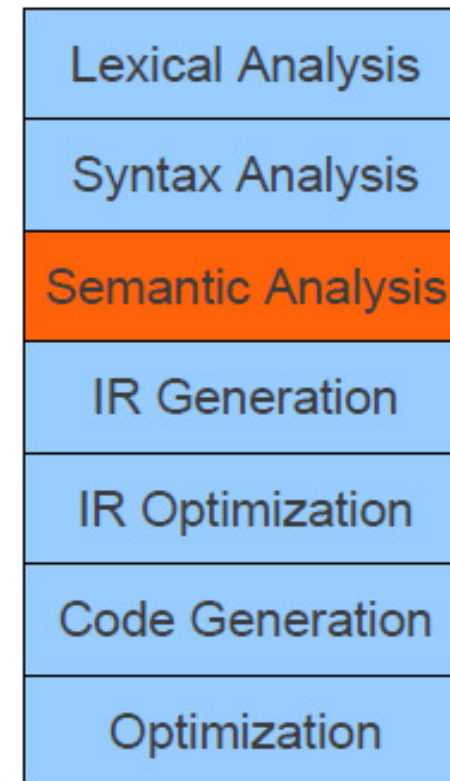 Lexical Analysis
Syntax Analysis
Semantic Analysis
IR Generation
IR Optimization
Code Generation
Optimization